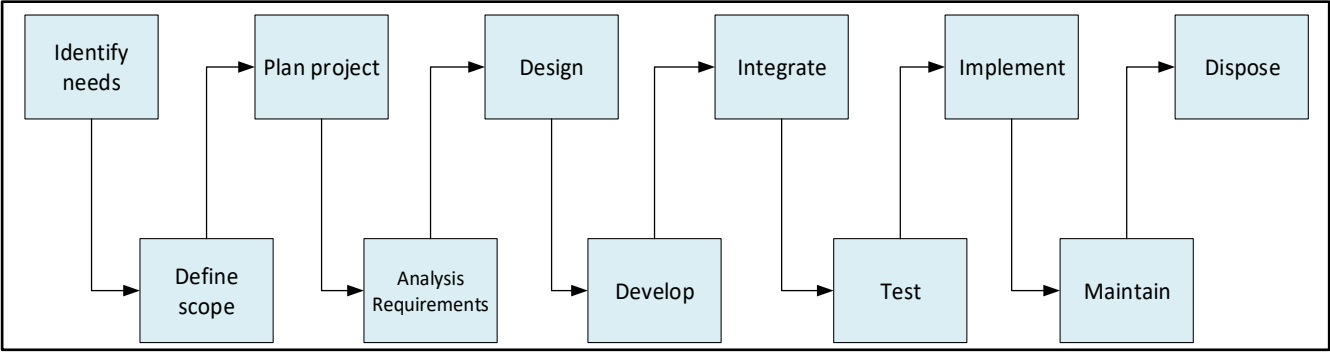 Identify
needs
Plan project
Design
Integrate
Implement
Dispose
Define
scope
Analysis
Requirements
Develop
Test
Maintain